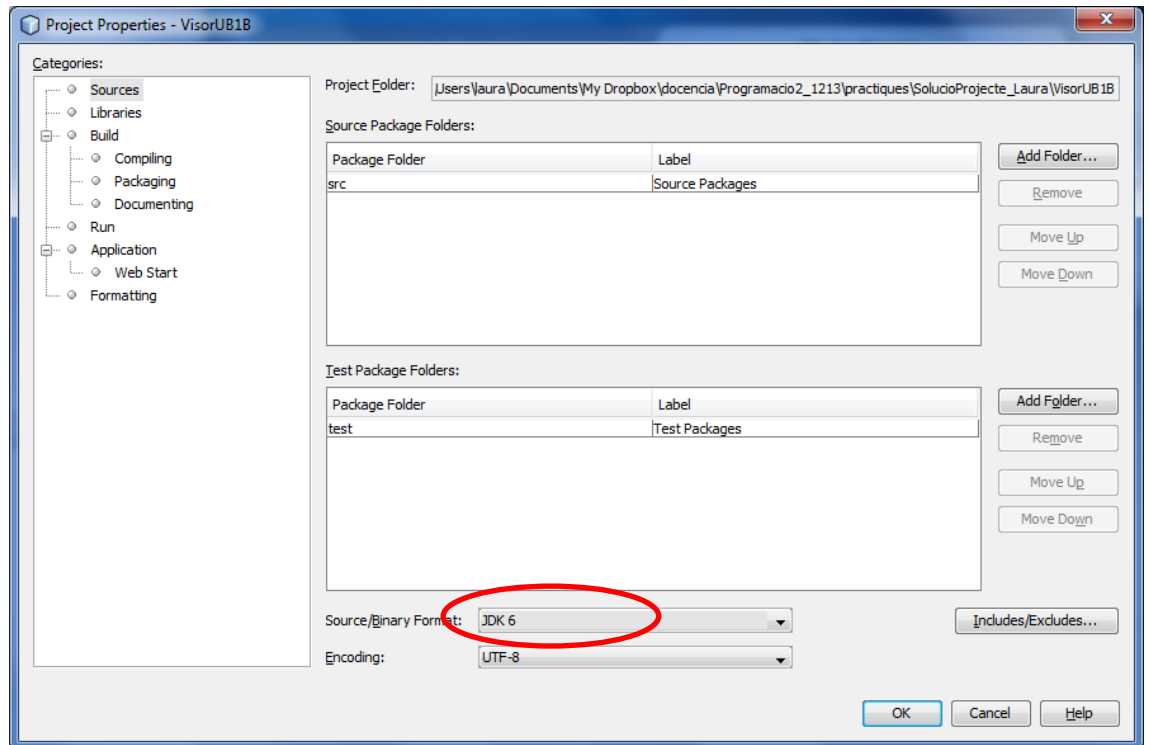 Project Properties - VisorUB1B
Categories:
Sources
Libraries
Build
Compiling
Packaging
Documenting
Run
Application
Web Start
Formatting
Project Folder: Users\laura\Documents\My Dropbox\docencia\Programacio2_1213\practiques\SolucioProjecte_Laura\VisorUB1B
Source Package Folders:
Package Folder Label
src Source Packages
Add Folder...
Remove
Move Up
Move Down
Test Package Folders:
Package Folder Label
test Test Packages
Add Folder...
Remove
Move Up
Move Down
Source/Binary Format: JDK 6
Includes/Excludes...
Encoding: UTF-8
OK Cancel Help